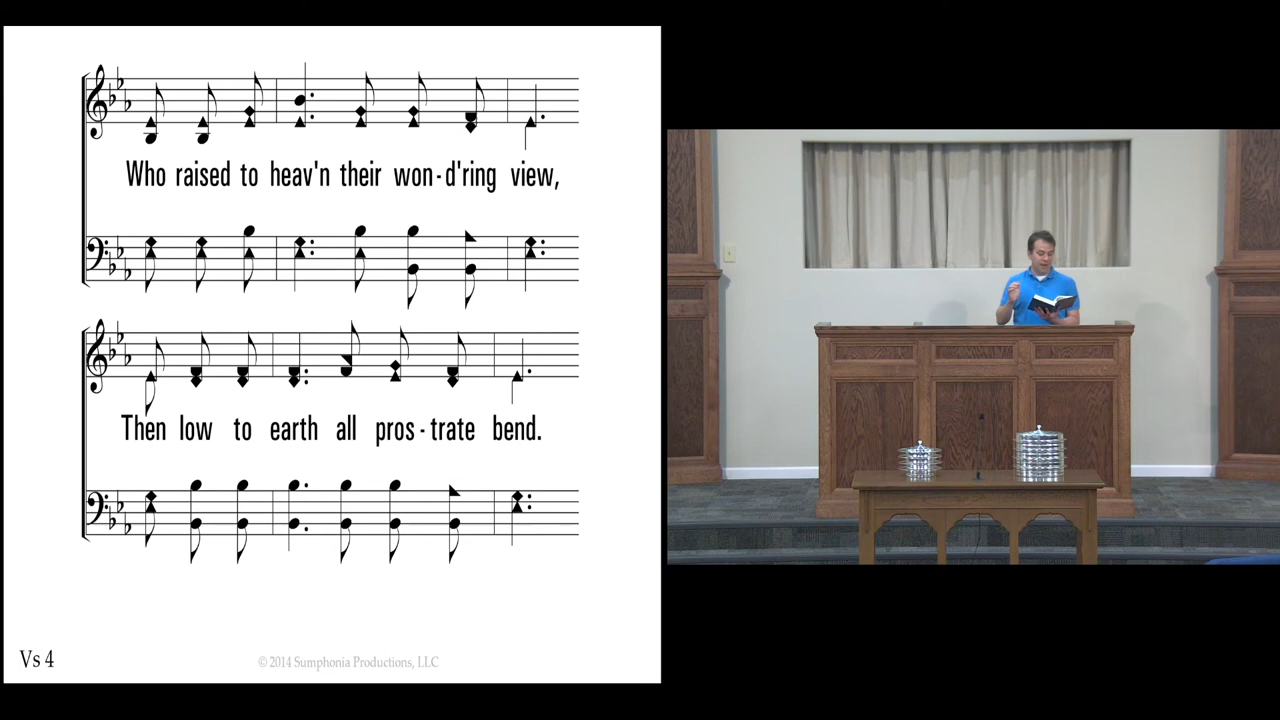 Who raised to heav'n their won-d'ring view,
Then low to earth all pros-trate bend.
Vs 4
© 2014 Sumphonia Productions, LLC